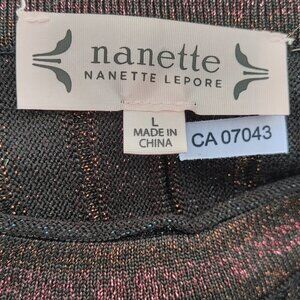 nanette
NANETTE LEPORE
L
MADE IN
CHINA
CA 07043